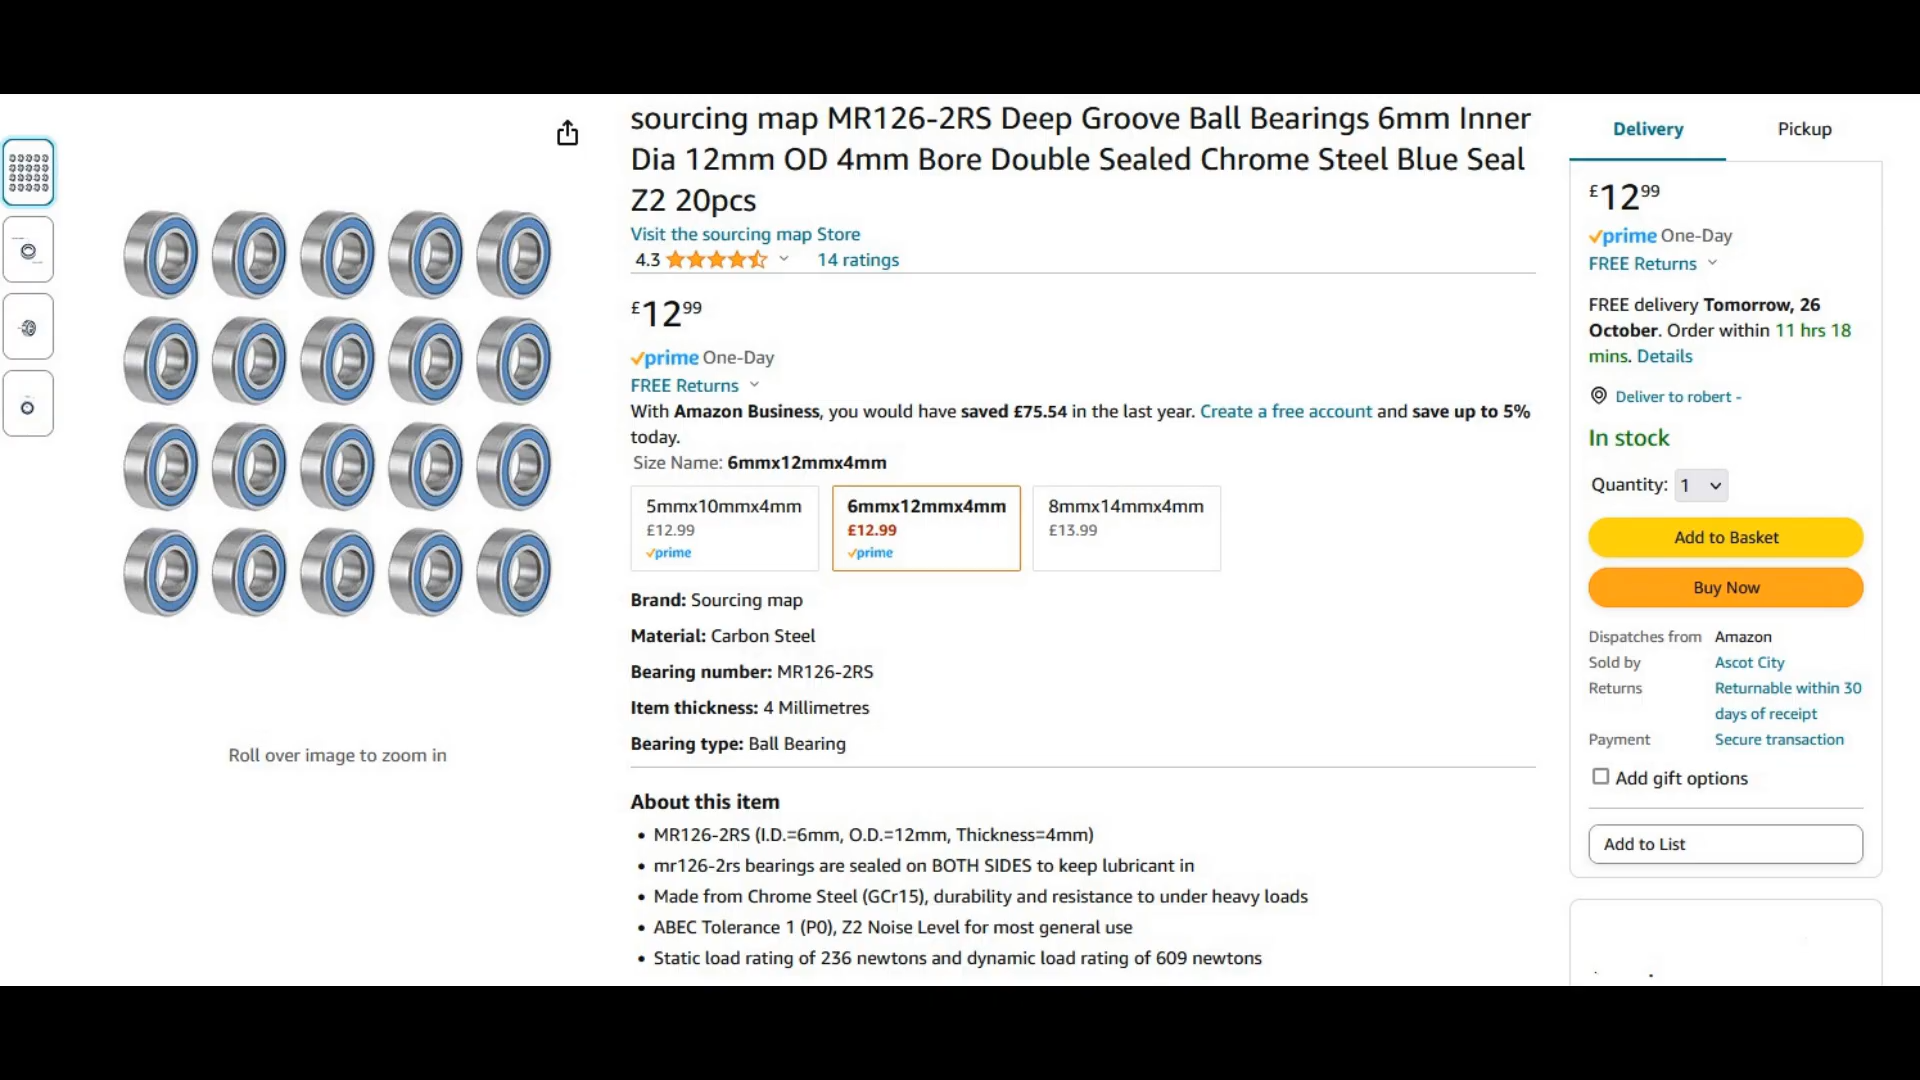 sourcing map MR126-2RS Deep Groove Ball Bearings 6mm Inner
Dia 12mm OD 4mm Bore Double Sealed Chrome Steel Blue Seal
Z2 20pcs
Visit the sourcing map Store
4.3 14 ratings
£1299
prime One-Day
FREE Returns
With Amazon Business, you would have saved £75.54 in the last year. Create a free account and save up to 5%
today.
Size Name: 6mmx12mmx4mm
5mmx10mmx4mm
£12.99
prime
6mmx12mmx4mm
£12.99
prime
8mmx14mmx4mm
£13.99
Brand: Sourcing map
Material: Carbon Steel
Bearing number: MR126-2RS
Item thickness: 4 Millimetres
Bearing type: Ball Bearing
About this item
• MR126-2RS (I.D.=6mm, O.D.=12mm, Thickness=4mm)
• mr126-2rs bearings are sealed on BOTH SIDES to keep lubricant in
• Made from Chrome Steel (GCr15), durability and resistance to under heavy loads
• ABEC Tolerance 1 (P0), Z2 Noise Level for most general use
• Static load rating of 236 newtons and dynamic load rating of 609 newtons
Roll over image to zoom in
Delivery Pickup
£1299
prime One-Day
FREE Returns
FREE delivery Tomorrow, 26
October. Order within 11 hrs 18
mins. Details
Deliver to robert -
In stock
Quantity: 1
Add to Basket
Buy Now
Dispatches from Amazon
Sold by Ascot City
Returns Returnable within 30
days of receipt
Payment Secure transaction
Add gift options
Add to List